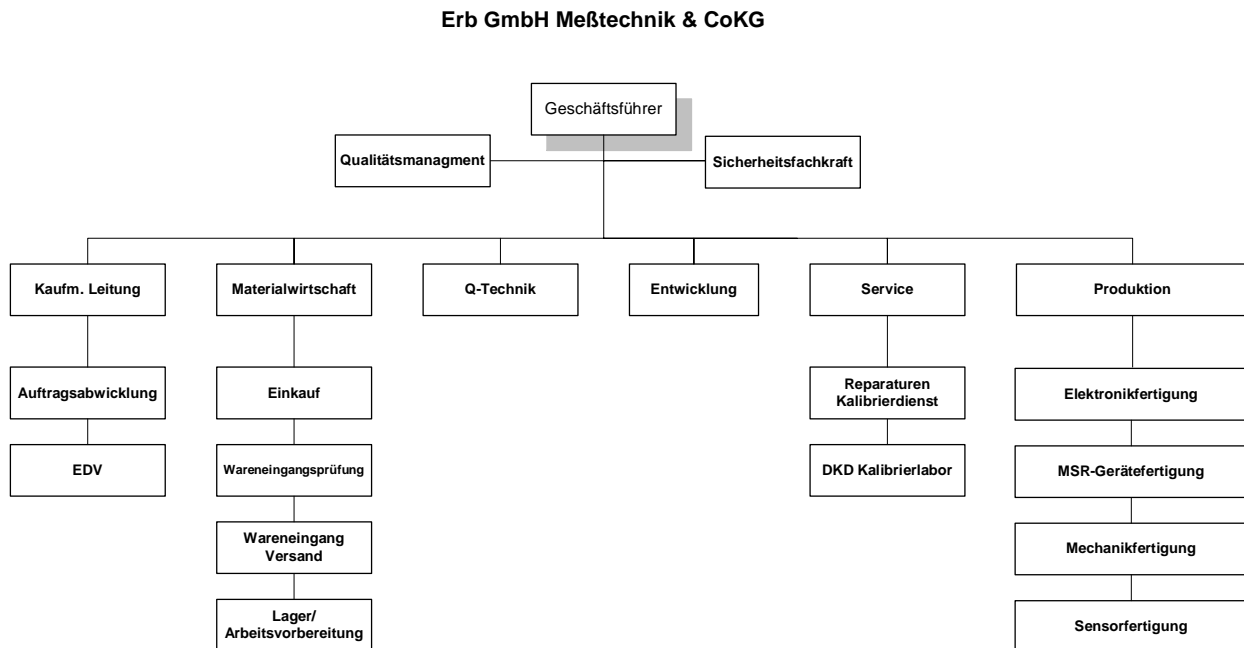 Erb GmbH Meßtechnik & CoKG
Geschäftsführer
Qualitätsmanagment
Sicherheitsfachkraft
Kaufm. Leitung
Materialwirtschaft
Q-Technik
Entwicklung
Service
Produktion
Auftragsabwicklung
Einkauf
Reparaturen
Kalibrierdienst
Elektronikfertigung
EDV
Wareneingangsprüfung
DKD Kalibrierlabor
MSR-Gerätefertigung
Wareneingang
Versand
Mechanikfertigung
Lager/
Arbeitsvorbereitung
Sensorfertigung